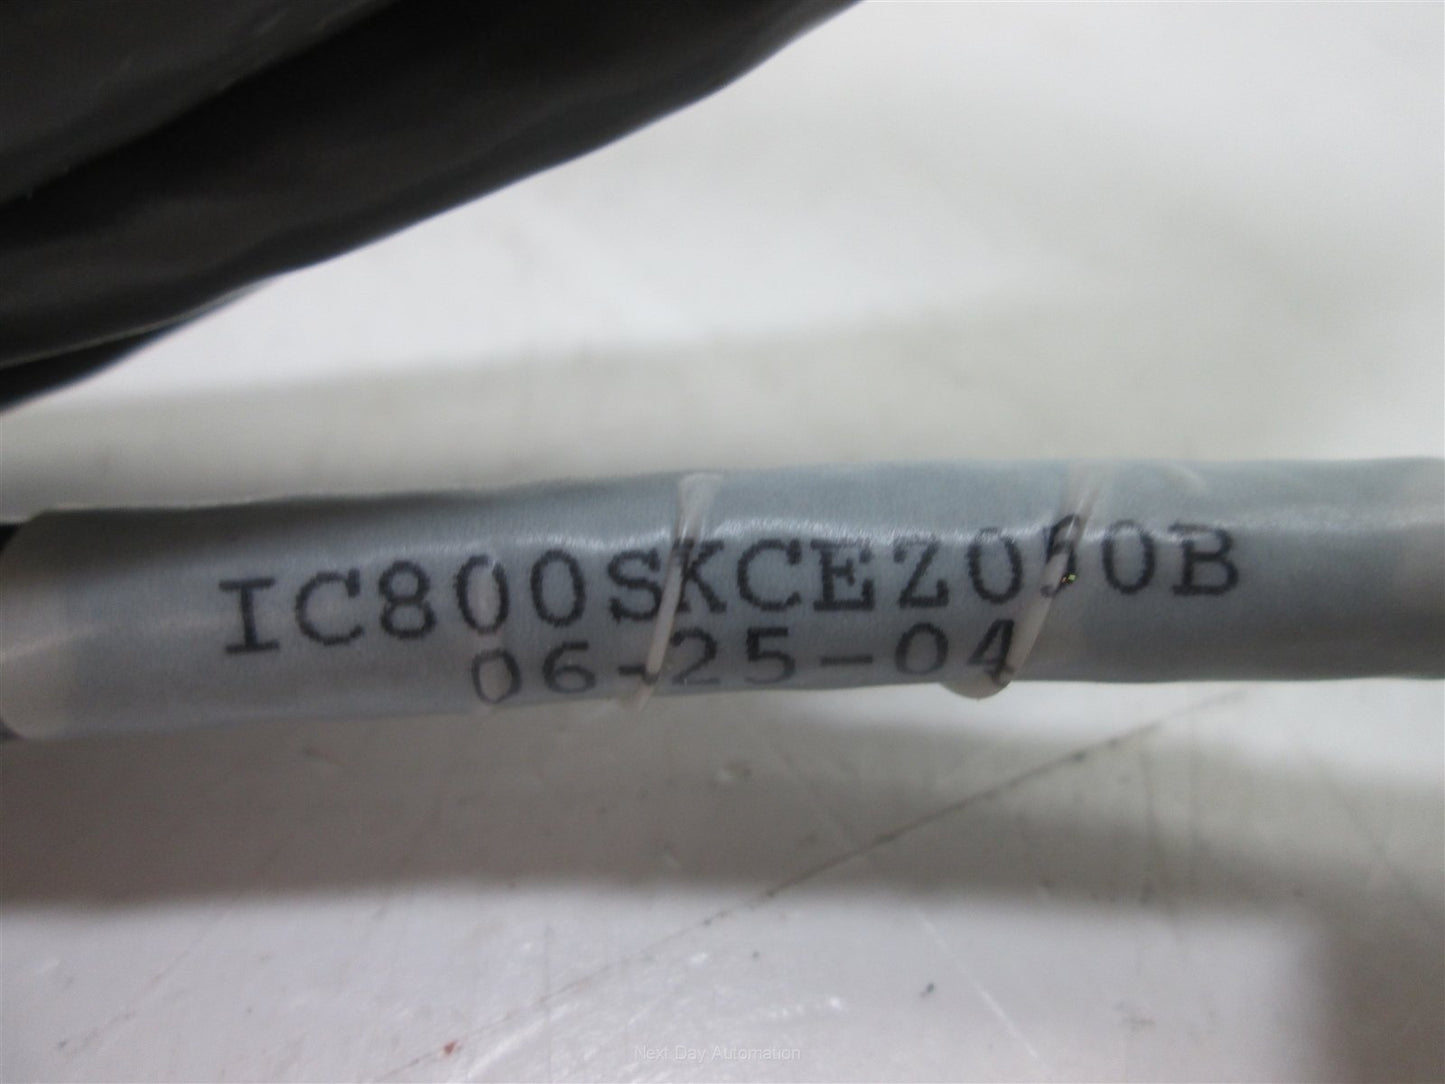 IC800SKCEZ050B
06-25-04
Next Day Automation